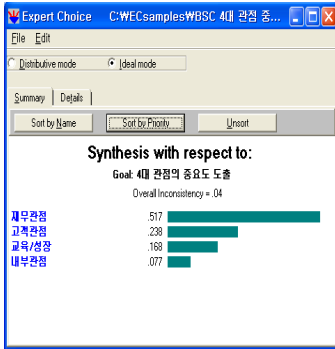 Expert Choice C:₩ECsamples₩BSC 4대 관점 중...
File Edit
Distributive mode Ideal mode
Summary Details
Sort by Name Sort by Priority Unsort
Synthesis with respect to:
Goal: 4대 관점의 중요도 도출
Overall Inconsistency = .04
재무관점 .517
고객관점 .238
교육/성장 .168
내부관점 .077